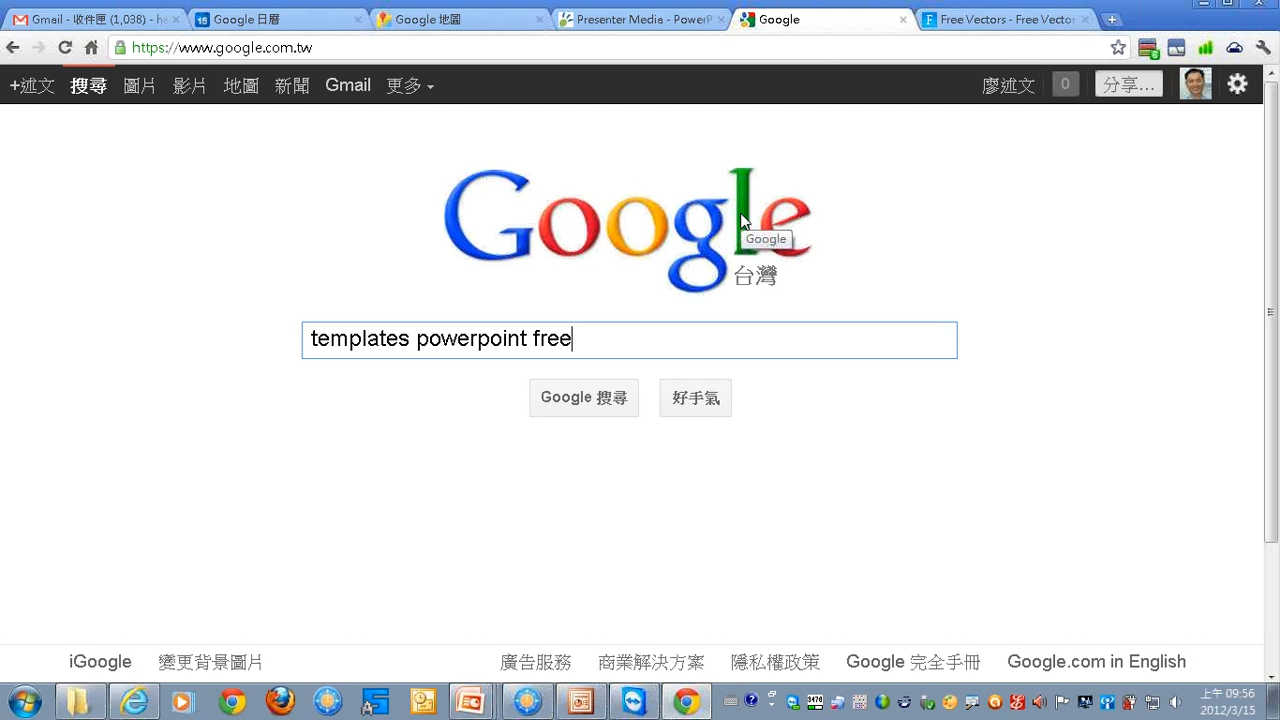 Gmail - 收件匣 (1,038) - hs
15 Google 日曆
Google 地圖
Presenter Media - PowerP
Google
Free Vectors - Free Vector
https://www.google.com.tw
6
+述文 搜尋 圖片 影片 地圖 新聞 Gmail 更多
廖述文 0 分享...
Google
Google
台灣
templates powerpoint free
Google 搜尋 好手氣
iGoogle 變更背景圖片 廣告服務 商業解決方案 隱私權政策 Google 完全手冊 Google.com in English
3476
上午 09:56
2012/3/15